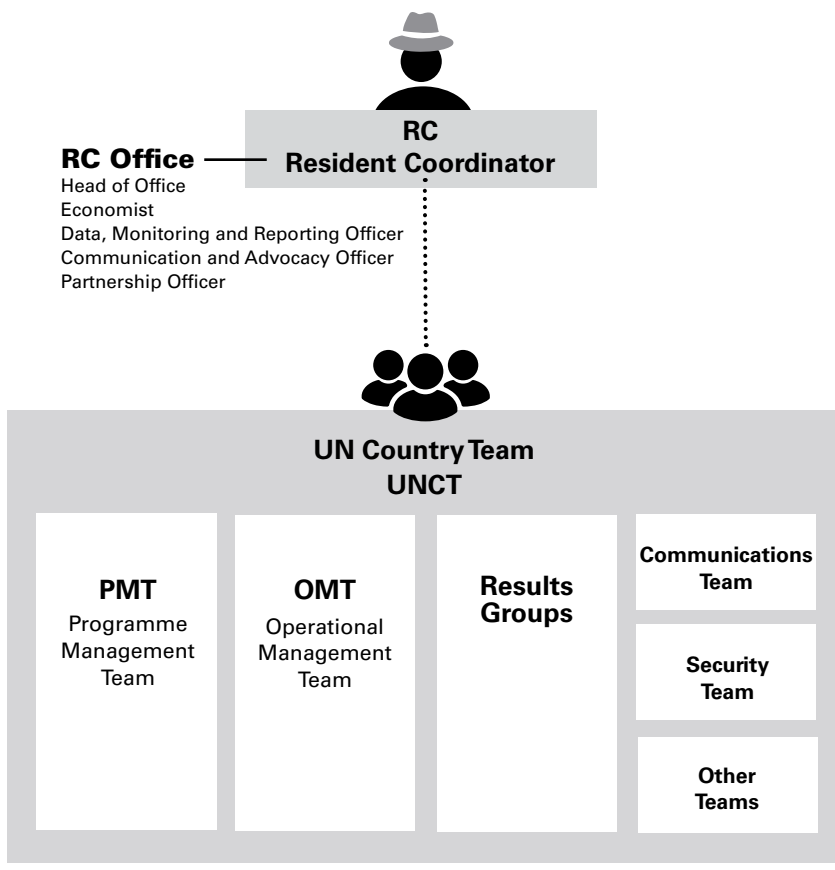 RC
Resident Coordinator
RC Office
Head of Office
Economist
Data, Monitoring and Reporting Officer
Communication and Advocacy Officer
Partnership Officer
UN Country Team
UNCT
PMT
Programme
Management
Team
OMT
Operational
Management
Team
Results
Groups
Communications
Team
Security
Team
Other
Teams